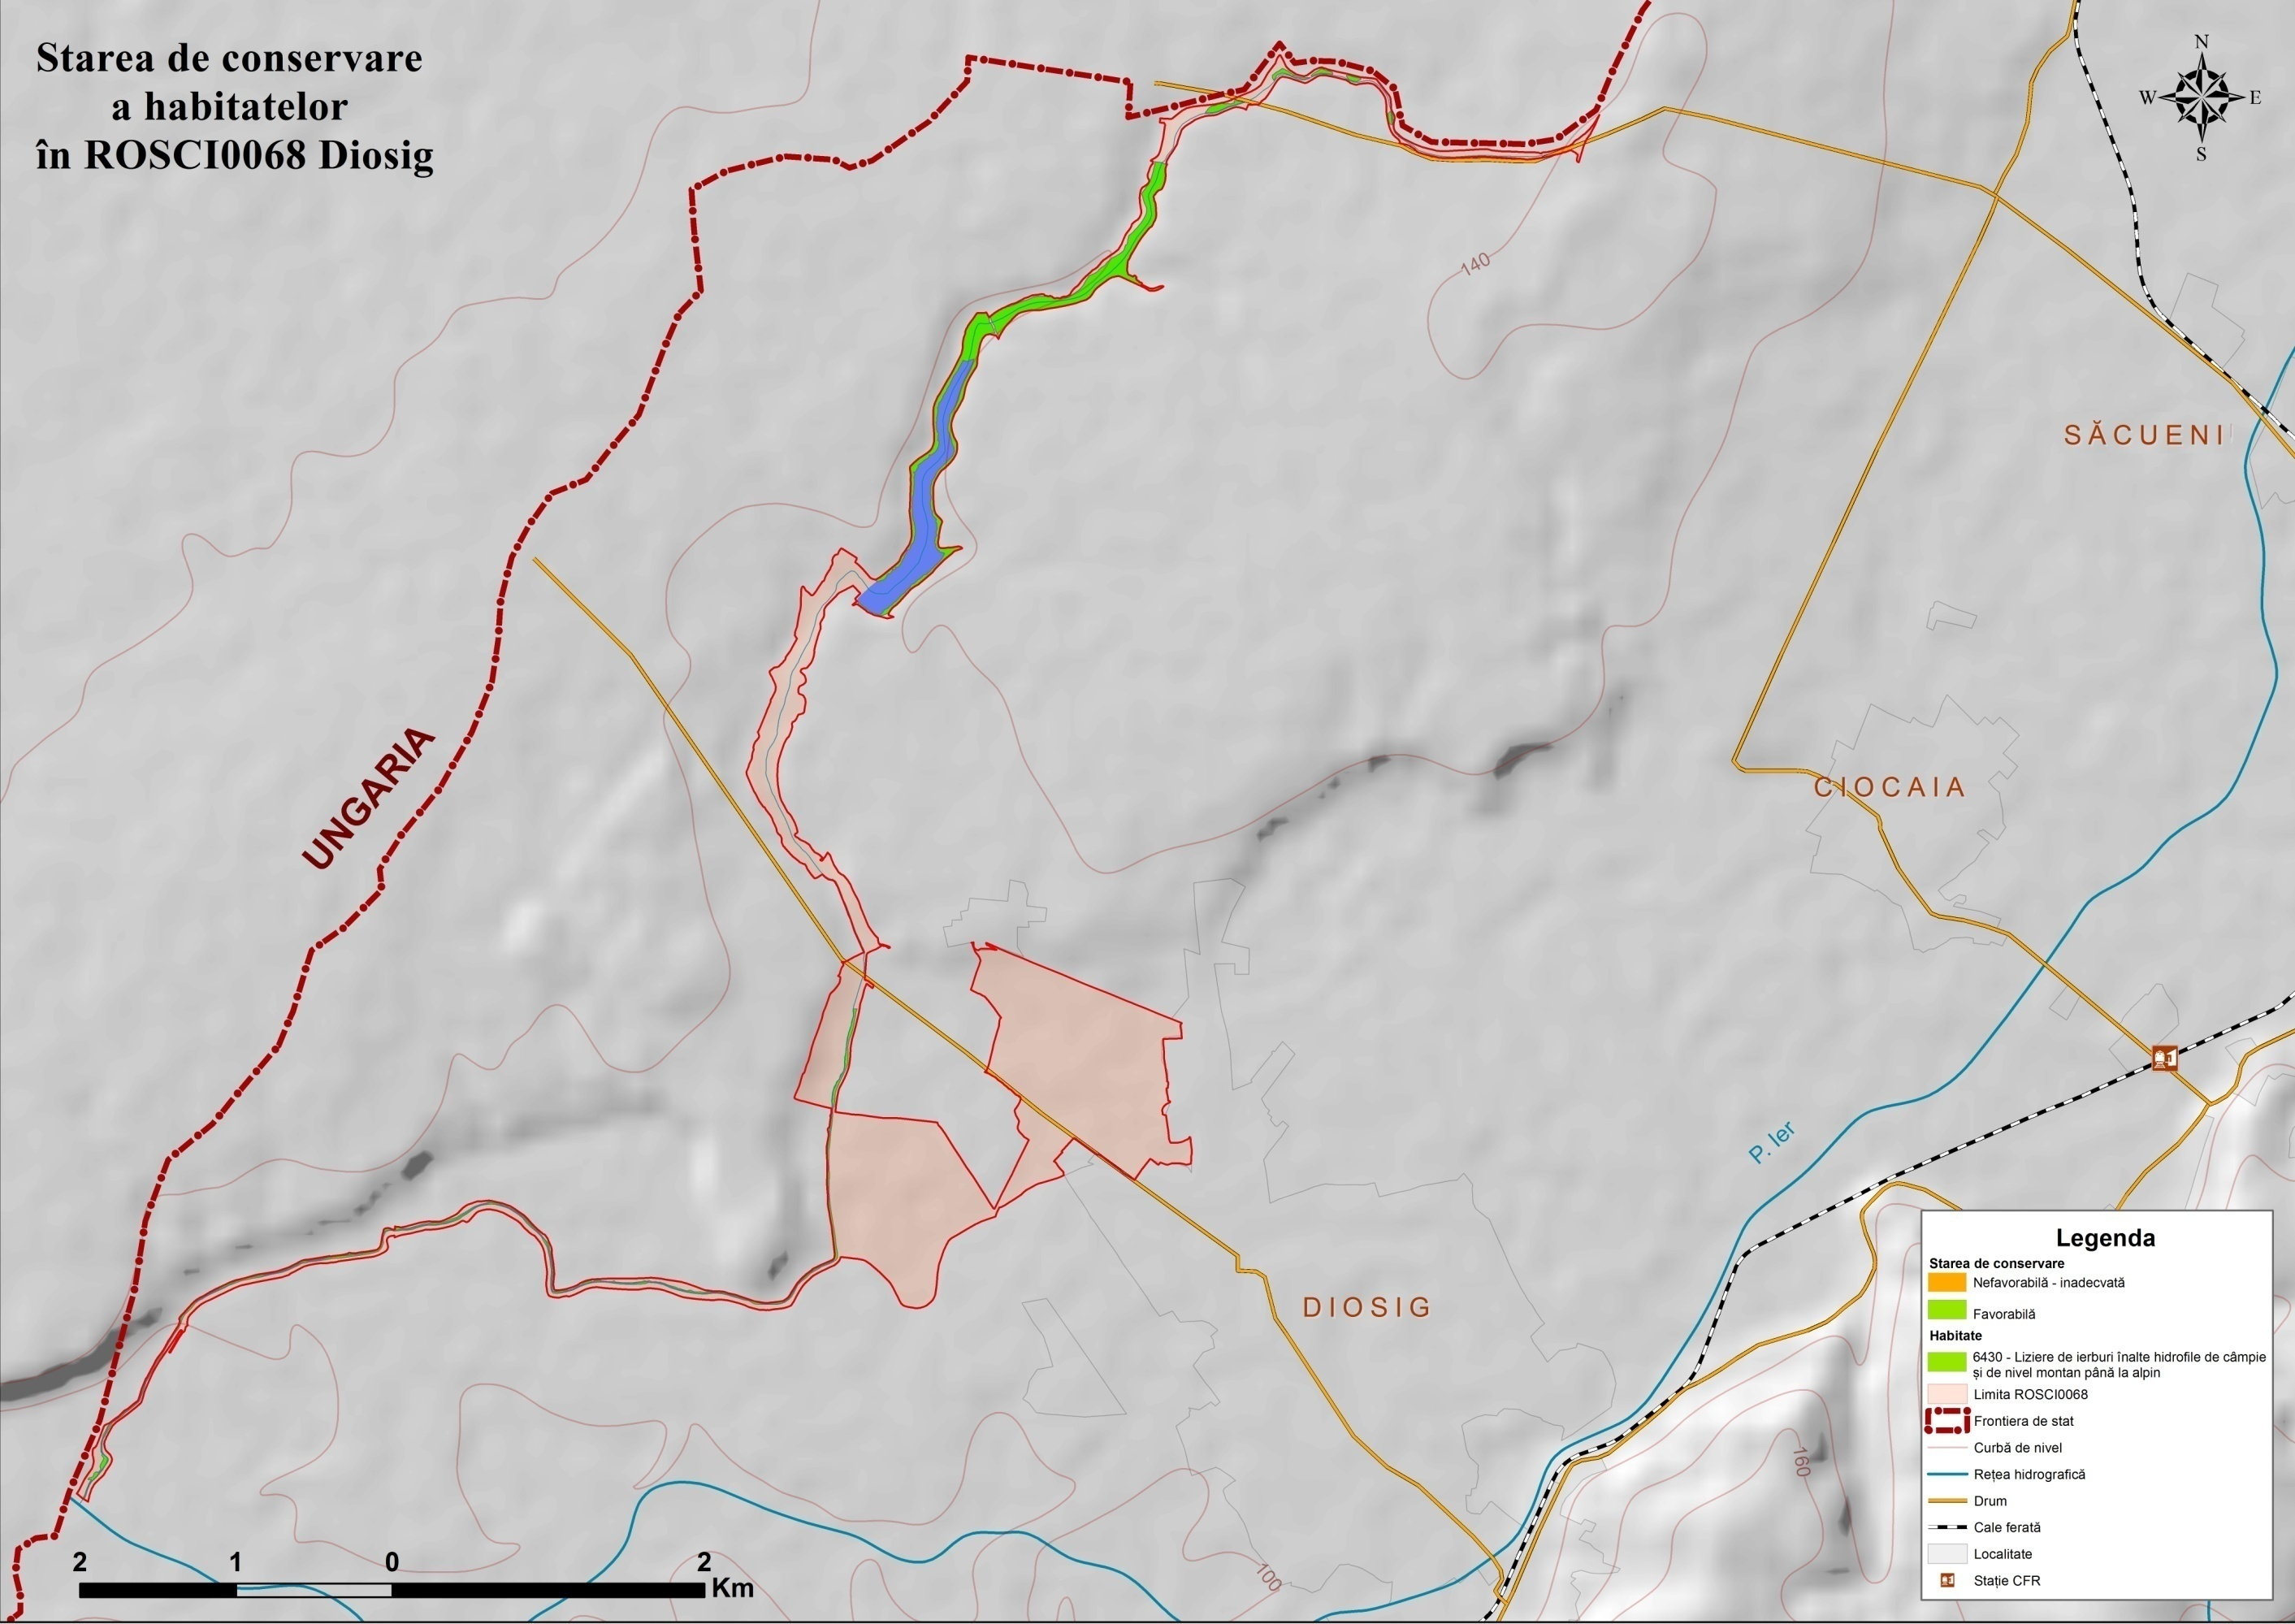 Starea de conservare
a habitatelor
în ROSCI0068 Diosig
N
W
E
S
140
SĂCUENI
UNGARIA
CIOCAIA
P. Ier
DIOSIG
160
100
2 1 0 2
Km
Legenda
Starea de conservare
Nefavorabilă - inadecvată
Favorabilă
Habitate
6430 - Liziere de ierburi înalte hidrofile de câmpie
și de nivel montan până la alpin
Limita ROSCI0068
Frontiera de stat
Curbă de nivel
Rețea hidrografică
Drum
Cale ferată
Localitate
Stație CFR